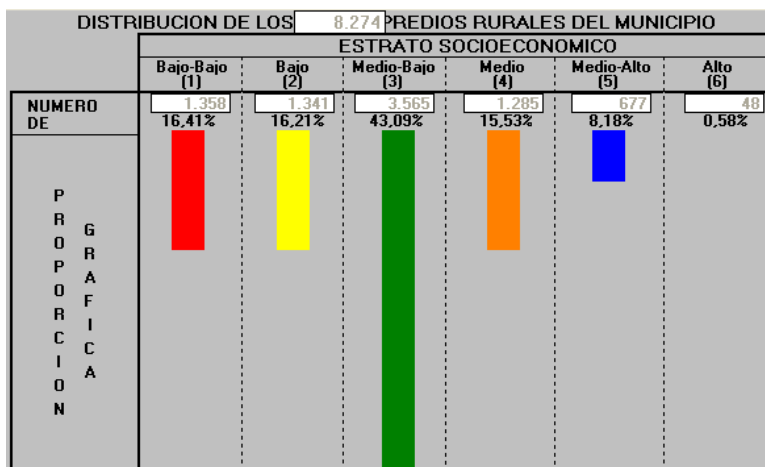 DISTRIBUCION DE LOS 8.274 PREDIOS RURALES DEL MUNICIPIO
ESTRATO SOCIOECONOMICO
Bajo-Bajo Bajo Medio-Bajo Medio Medio-Alto Alto
(1) (2) (3) (4) (5) (6)
NUMERO 1.358 1.341 3.565 1.285 677 48
DE 16,41% 16,21% 43,09% 15,53% 8,18% 0,58%
PROPORCION
GRAFICA